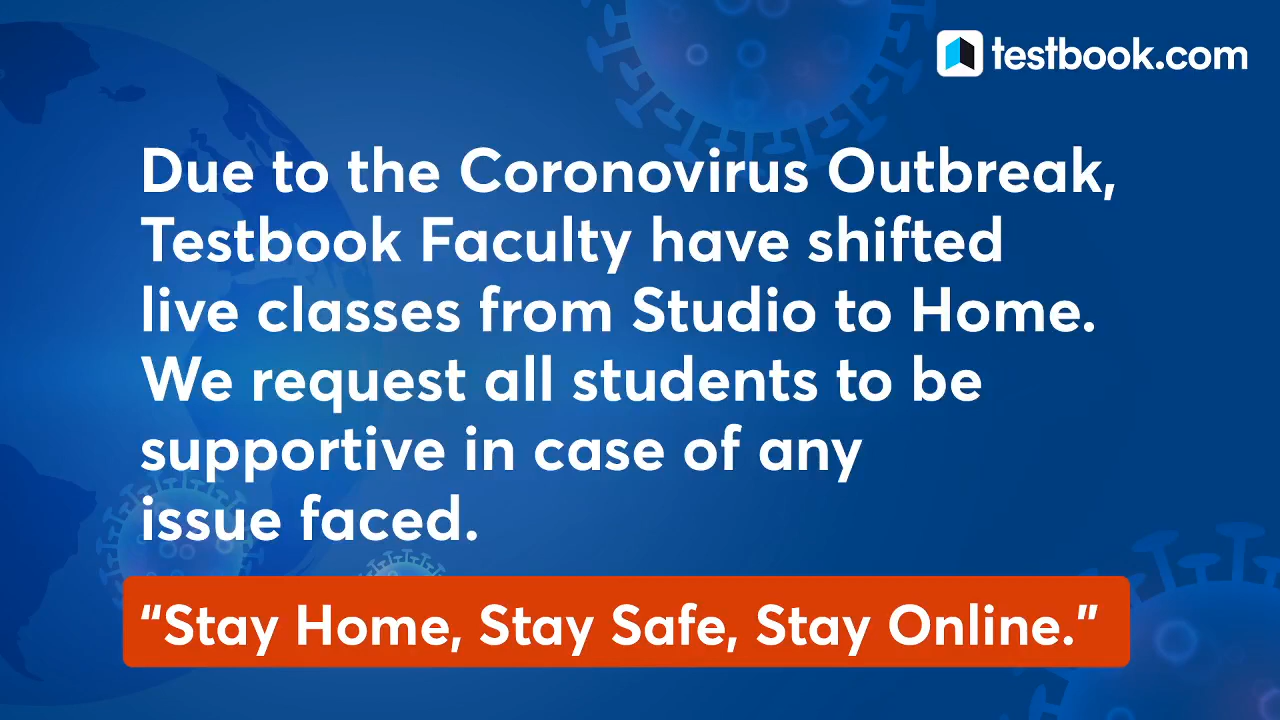 testbook.com
Due to the Coronovirus Outbreak,
Testbook Faculty have shifted
live classes from Studio to Home.
We request all students to be
supportive in case of any
issue faced.
“Stay Home, Stay Safe, Stay Online.”